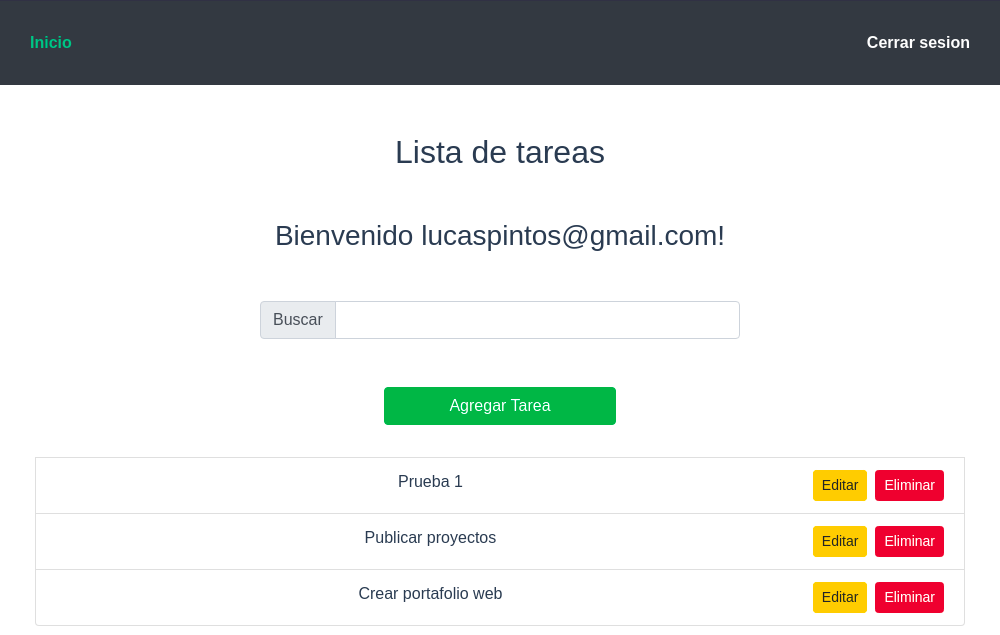 Inicio Cerrar sesion
Lista de tareas
Bienvenido lucaspintos@gmail.com!
Buscar
Agregar Tarea
Prueba 1 Editar Eliminar
Publicar proyectos Editar Eliminar
Crear portafolio web Editar Eliminar